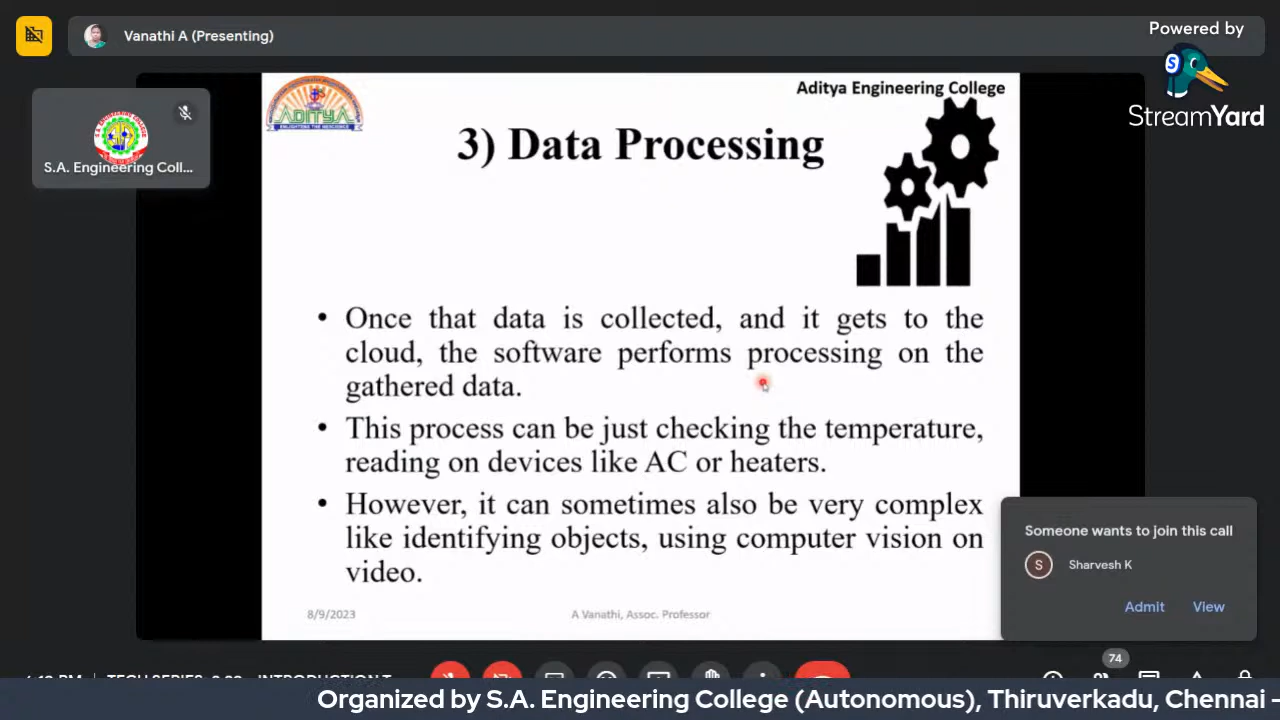 Vanathi A (Presenting)
Powered by
StreamYard
S.A. Engineering Coll...
ADITYA
Aditya Engineering College
3) Data Processing
• Once that data is collected, and it gets to the
cloud, the software performs processing on the
gathered data.
• This process can be just checking the temperature,
reading on devices like AC or heaters.
• However, it can sometimes also be very complex
like identifying objects, using computer vision on
video.
8/9/2023
A Vanathi, Assoc. Professor
Someone wants to join this call
S
Sharvesh K
Admit
View
74
Organized by S.A. Engineering College (Autonomous), Thiruverkadu, Chennai -